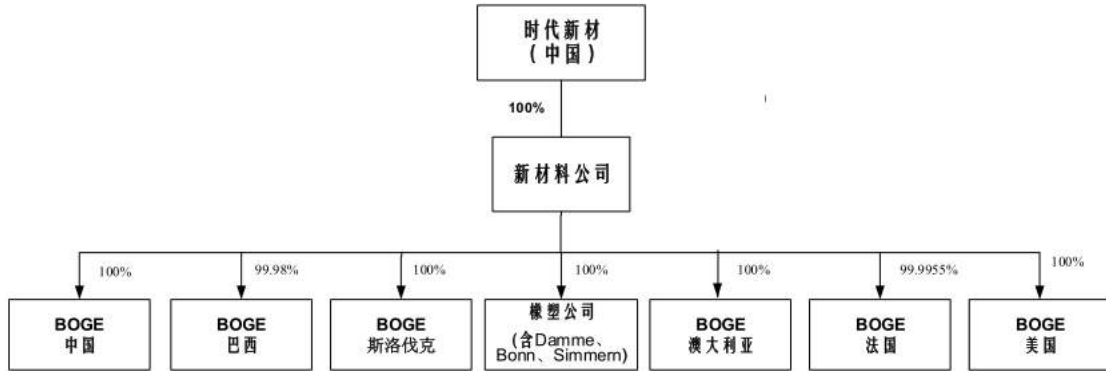 时代新材
(中国)
100%
新材料公司
100%
99.98%
100%
100%
100%
99.9955%
100%
BOGE
中国
BOGE
巴西
BOGE
斯洛伐克
橡塑公司
(含Damme、
Bonn、Simmern)
BOGE
澳大利亚
BOGE
法国
BOGE
美国